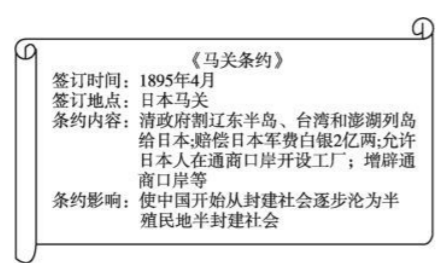 《马关条约》
签订时间：1895年4月
签订地点：日本马关
条约内容：清政府割辽东半岛、台湾和澎湖列岛
给日本;赔偿日本军费白银2亿两;允许
日本人在通商口岸开设工厂；增辟通
商口岸等
条约影响：使中国开始从封建社会逐步沦为半
殖民地半封建社会